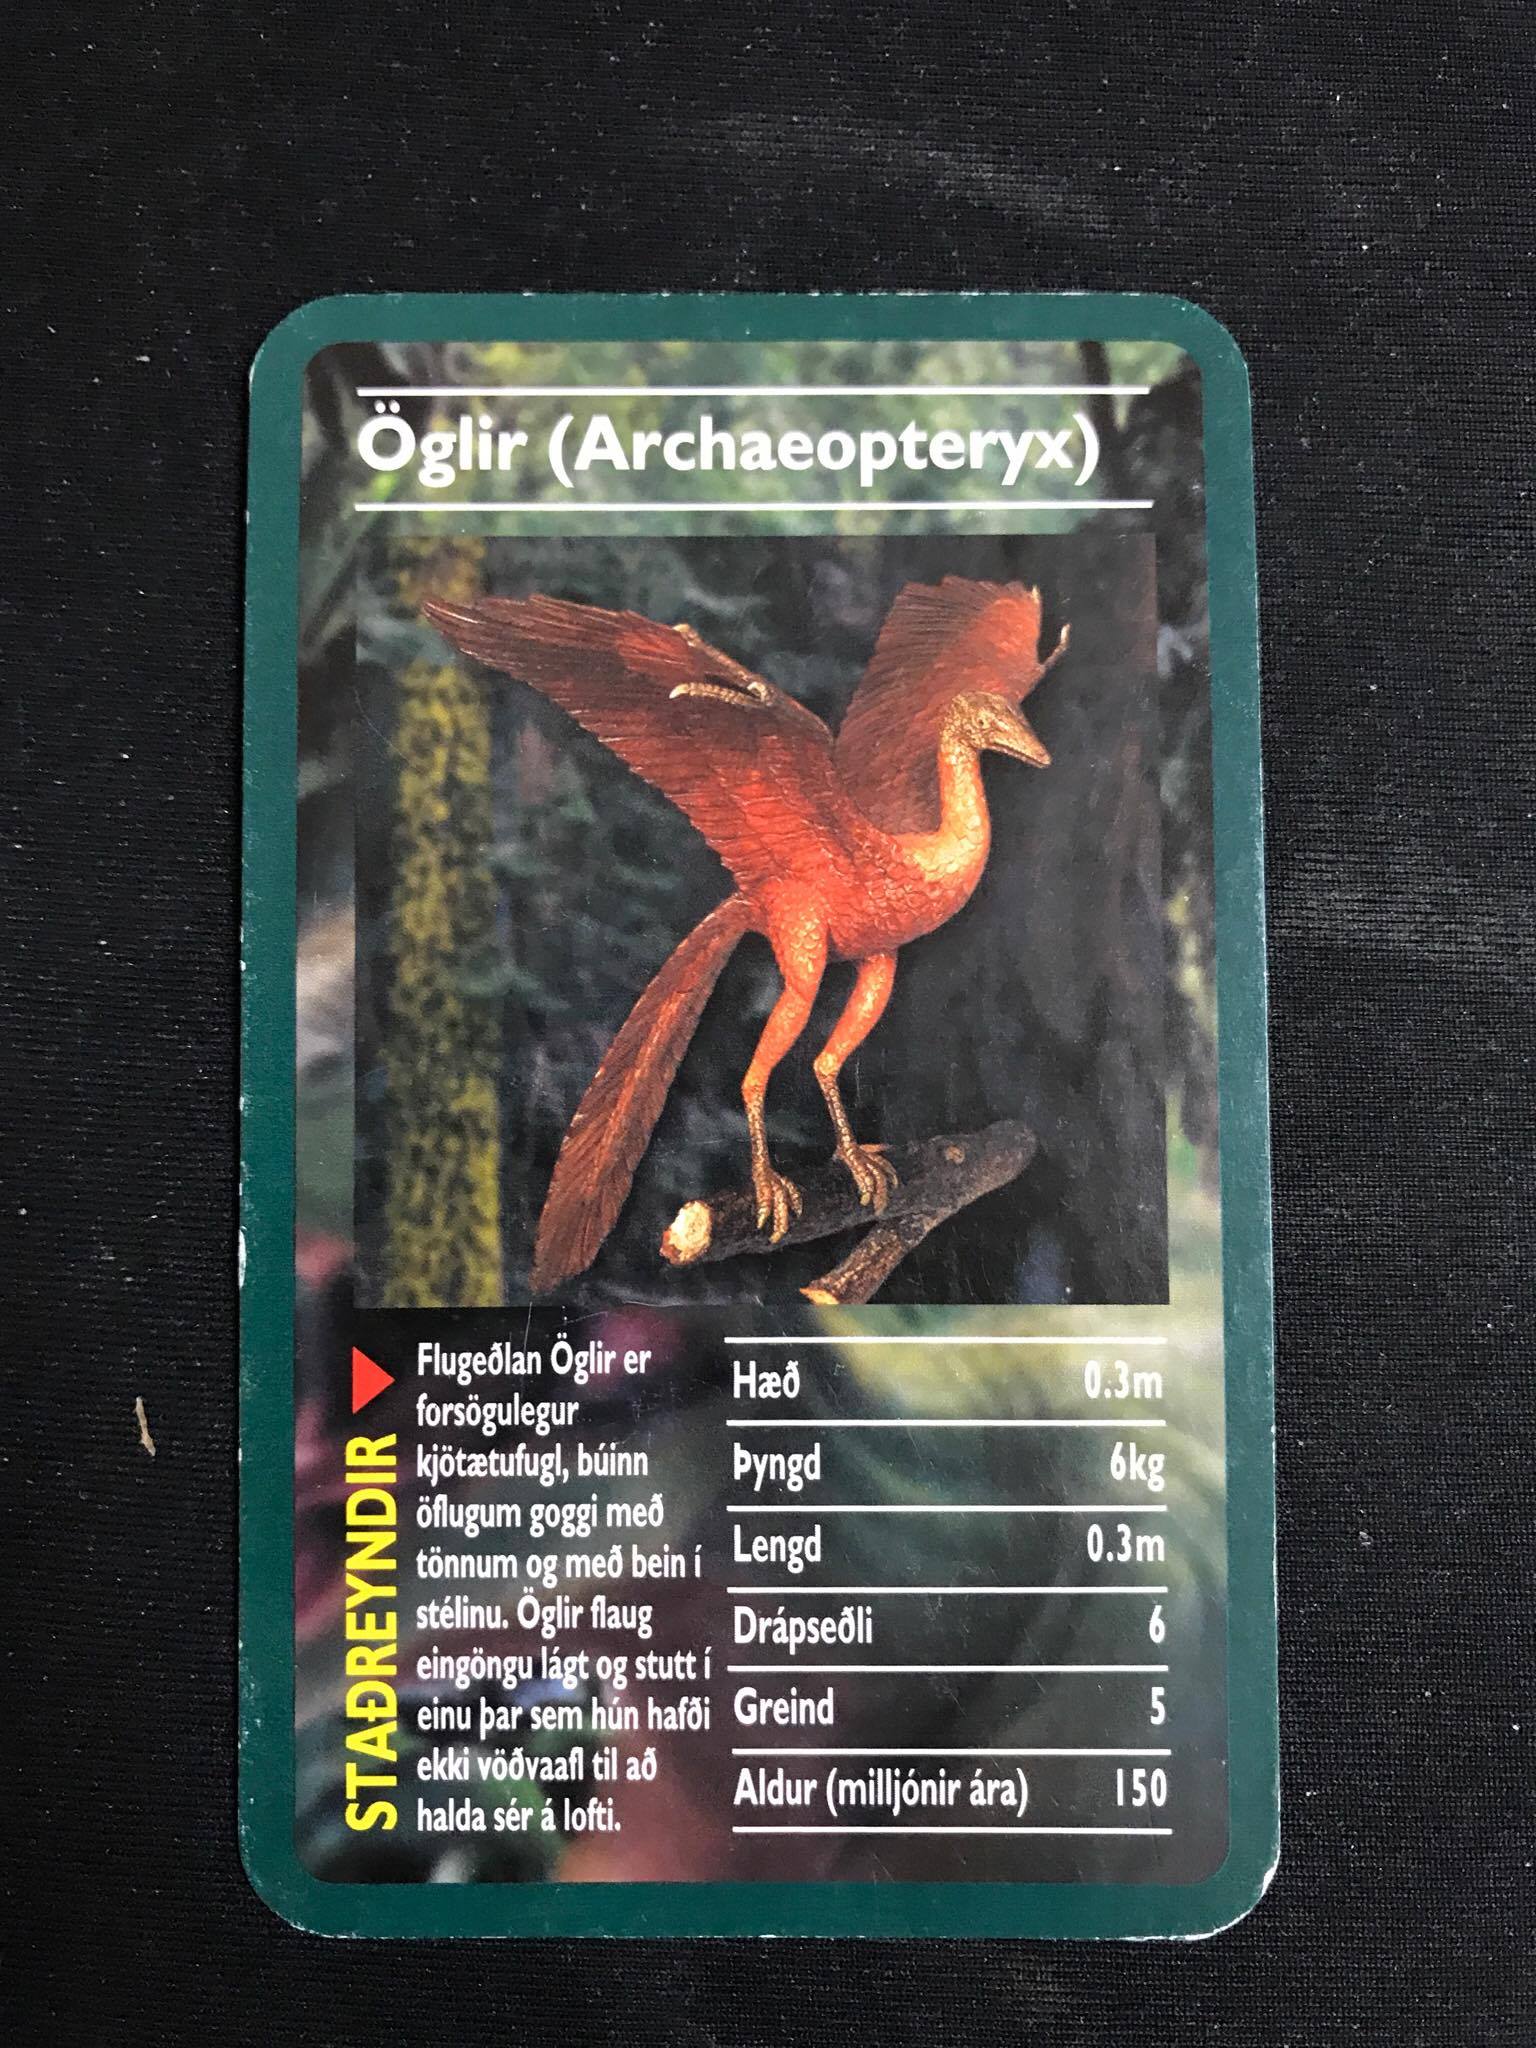 Öglir (Archaeopteryx)
STAÐREYNDIR
Flugeðlan Öglir er
forsögulegur
kjötætufugl, búinn
öflugum goggi með
tönnum og með bein í
stélinu. Öglir flaug
eingöngu lágt og stutt í
einu þar sem hún hafði
ekki vöðvaafl til að
halda sér á lofti.
Hæð 0.3m
Þyngd 6kg
Lengd 0.3m
Drápseðli 6
Greind 5
Aldur (milljónir ára) 150